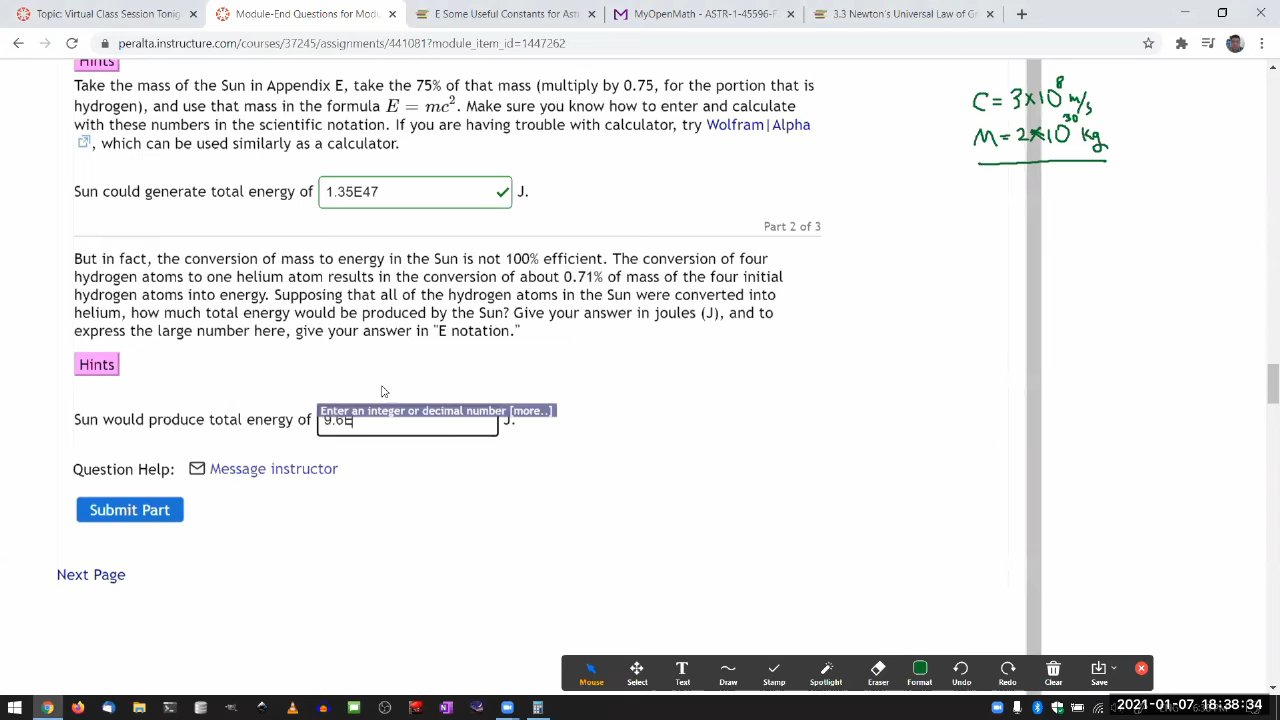 Topic: Virtual Class Session Tonig
Module-End Questions for Module
E Some Useful Constants for Ast
MyOpenMath - AST-1-45596-F
3.3 Newton's Universal Law of G
peralta.instructure.com/courses/37245/assignments/441081?module_item_id=1447262
Hints
Take the mass of the Sun in Appendix E, take the 75% of that mass (multiply by 0.75, for the portion that is
hydrogen), and use that mass in the formula E = mc². Make sure you know how to enter and calculate
with these numbers in the scientific notation. If you are having trouble with calculator, try Wolfram|Alpha
, which can be used similarly as a calculator.
C = 3×10⁸ m/s
M = 2×10³⁰ kg
Sun could generate total energy of 1.35E47 J.
Part 2 of 3
But in fact, the conversion of mass to energy in the Sun is not 100% efficient. The conversion of four
hydrogen atoms to one helium atom results in the conversion of about 0.71% of mass of the four initial
hydrogen atoms into energy. Supposing that all of the hydrogen atoms in the Sun were converted into
helium, how much total energy would be produced by the Sun? Give your answer in joules (J), and to
express the large number here, give your answer in "E notation."
Hints
Enter an integer or decimal number [more..]
Sun would produce total energy of 9.6E J.
Question Help: Message instructor
Submit Part
Next Page
Mouse Select Text Draw Stamp Spotlight Eraser Format Undo Redo Clear Save
2021-01-07 18:38:34